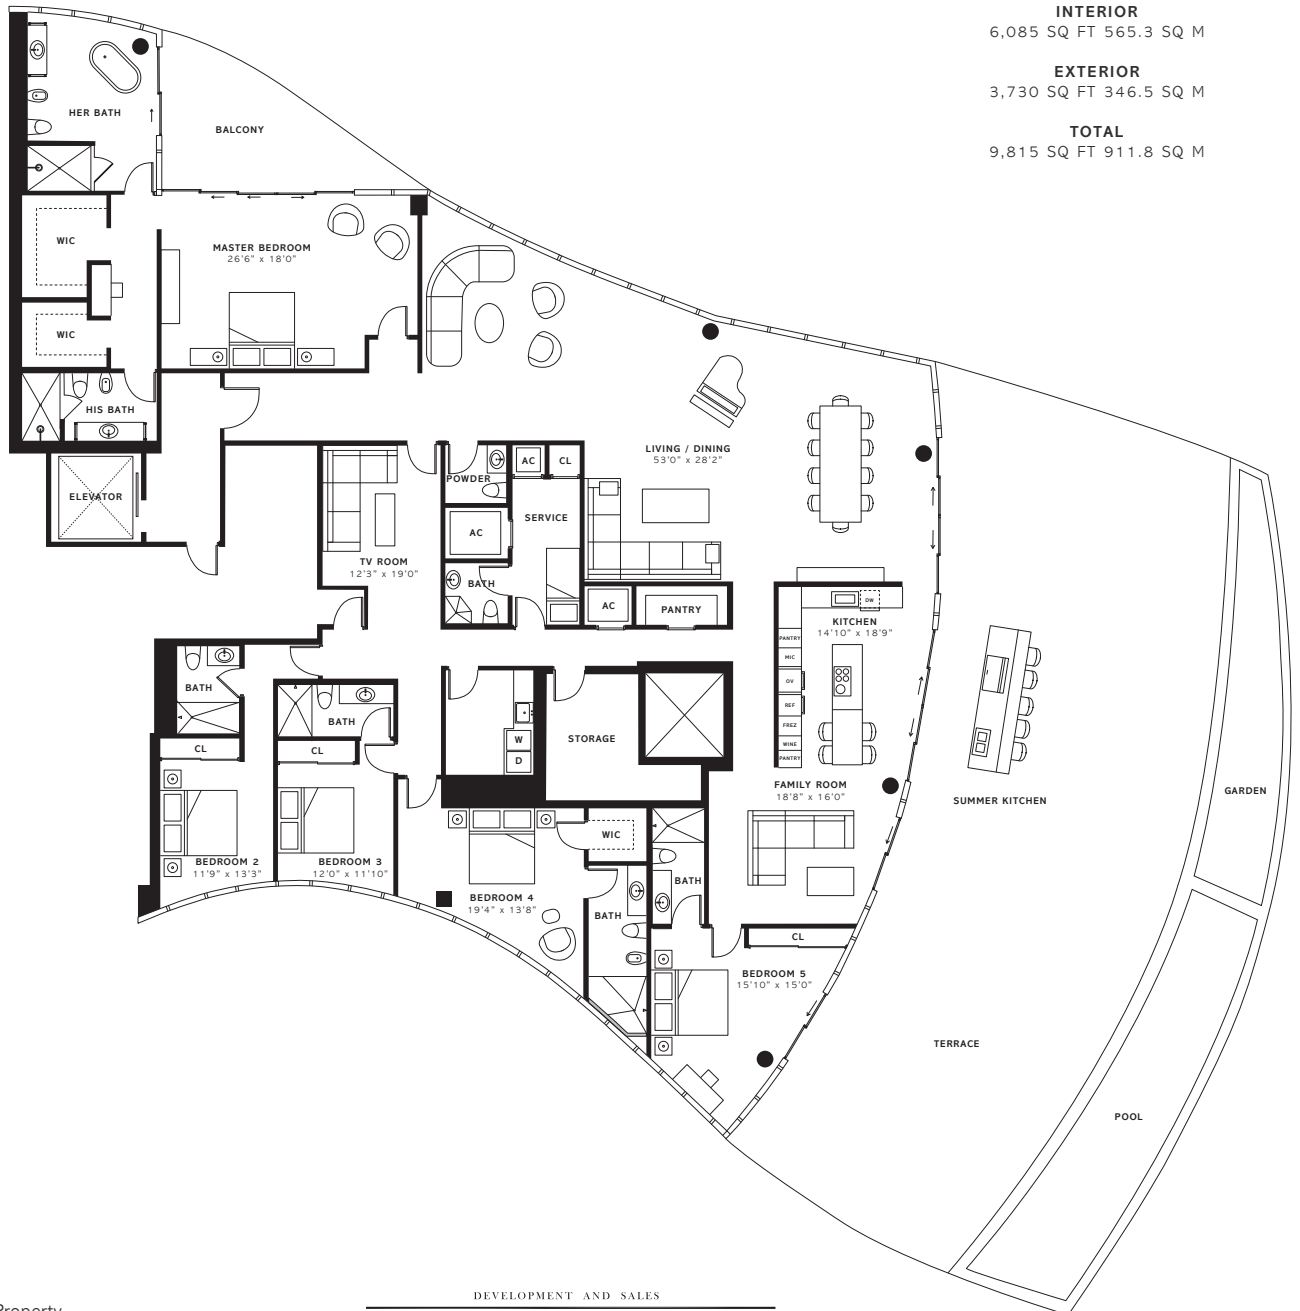 INTERIOR
6,085 SQ FT 565.3 SQ M
EXTERIOR
3,730 SQ FT 346.5 SQ M
TOTAL
9,815 SQ FT 911.8 SQ M
HER BATH
BALCONY
WIC
MASTER BEDROOM
26'6" x 18'0"
WIC
HIS BATH
ELEVATOR
LIVING / DINING
53'0" x 28'2"
POWDER
AC
CL
SERVICE
AC
TV ROOM
12'3" x 19'0"
BATH
AC
PANTRY
DW
KITCHEN
14'10" x 18'9"
PANTRY
MIC
OV
REF
FREZ
WINE
PANTRY
BATH
BATH
CL
CL
W
D
STORAGE
FAMILY ROOM
18'8" x 16'0"
SUMMER KITCHEN
GARDEN
WIC
BEDROOM 2
11'9" x 13'3"
BEDROOM 3
12'0" x 11'10"
BEDROOM 4
19'4" x 13'8"
BATH
BATH
CL
BEDROOM 5
15'10" x 15'0"
TERRACE
POOL
DEVELOPMENT AND SALES
Property